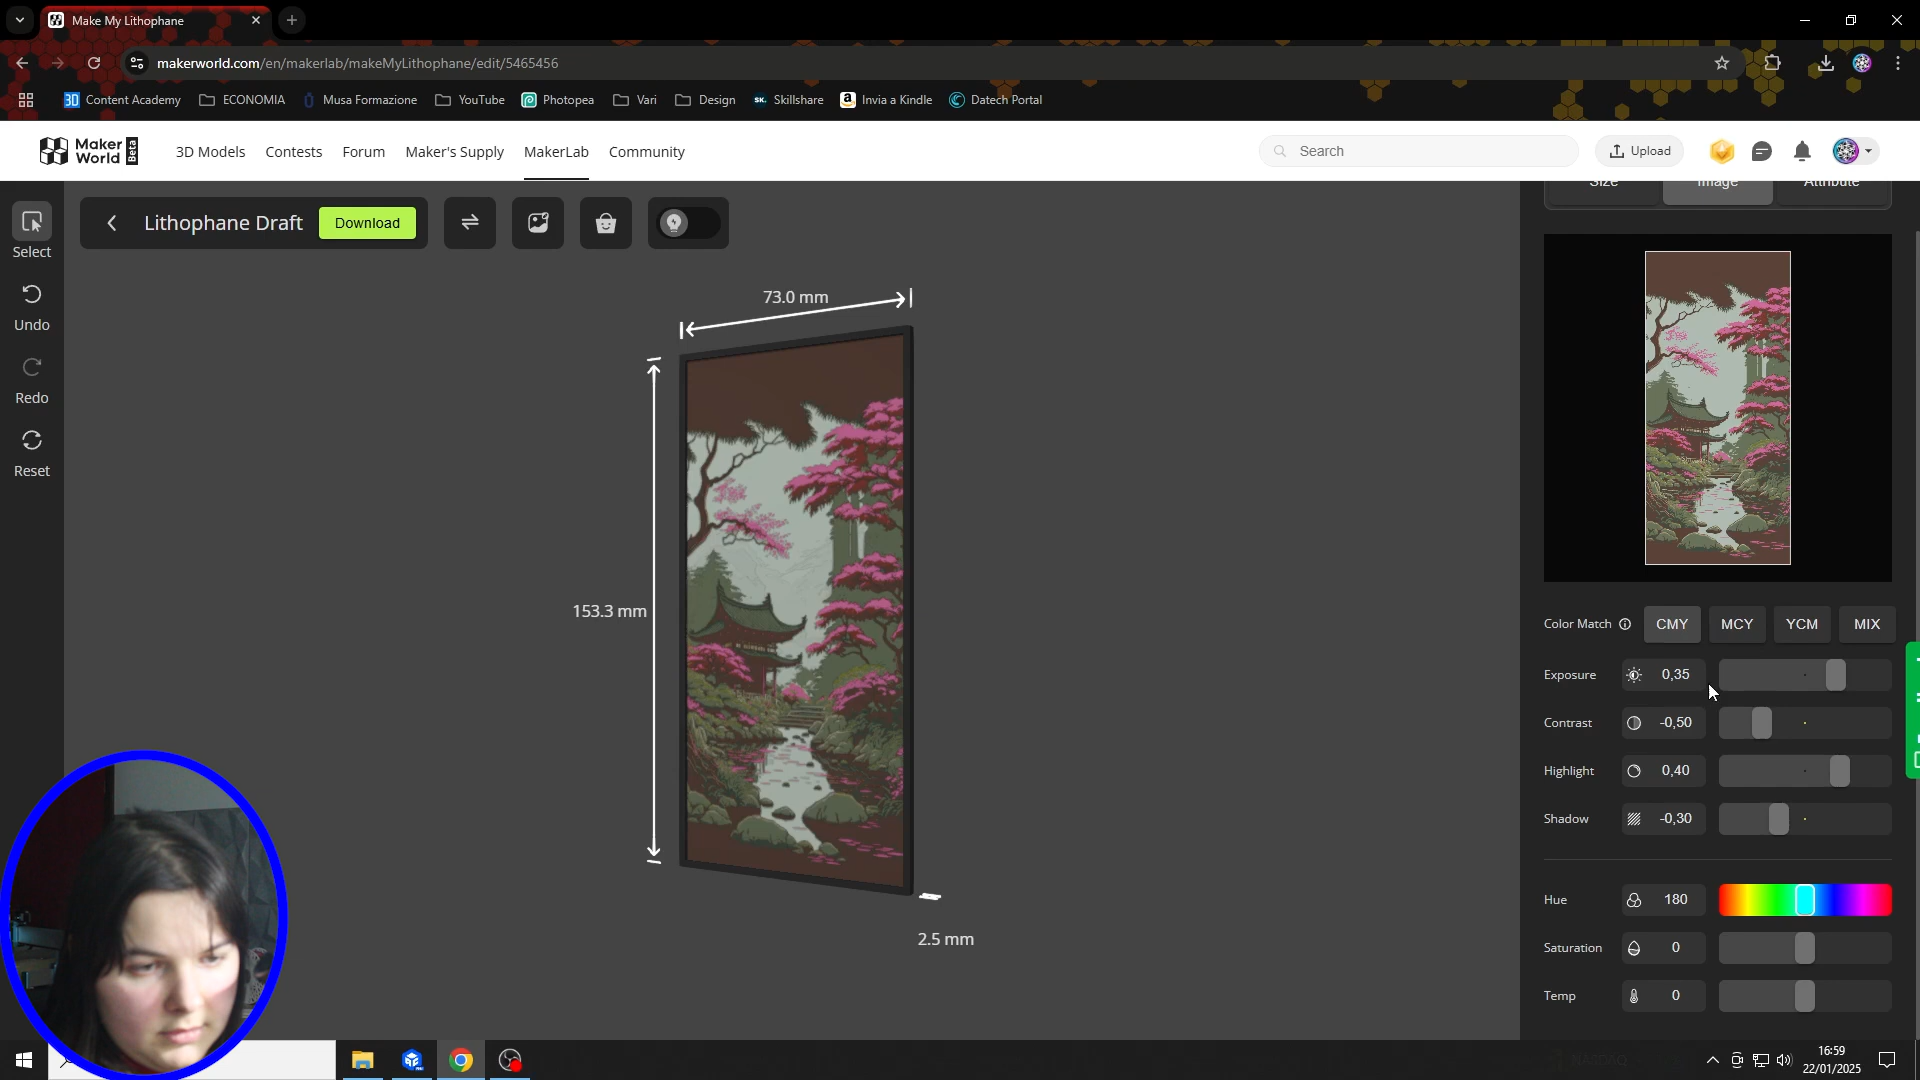 Make My Lithophane
makerworld.com/en/makerlab/makeMyLithophane/edit/5465456
3D Content Academy
ECONOMIA
Musa Formazione
YouTube
Photopea
Vari
Design
SK. Skillshare
a Invia a Kindle
Datech Portal
Maker World Beta
3D Models
Contests
Forum
Maker's Supply
MakerLab
Community
Search
Upload
Select
Undo
Redo
Reset
Lithophane Draft
Download
73.0 mm
153.3 mm
2.5 mm
Size
Image
Attribute
Color Match
CMY
MCY
YCM
MIX
Exposure 0,35
Contrast -0,50
Highlight 0,40
Shadow -0,30
Hue 180
Saturation 0
Temp 0
16:59
22/01/2025